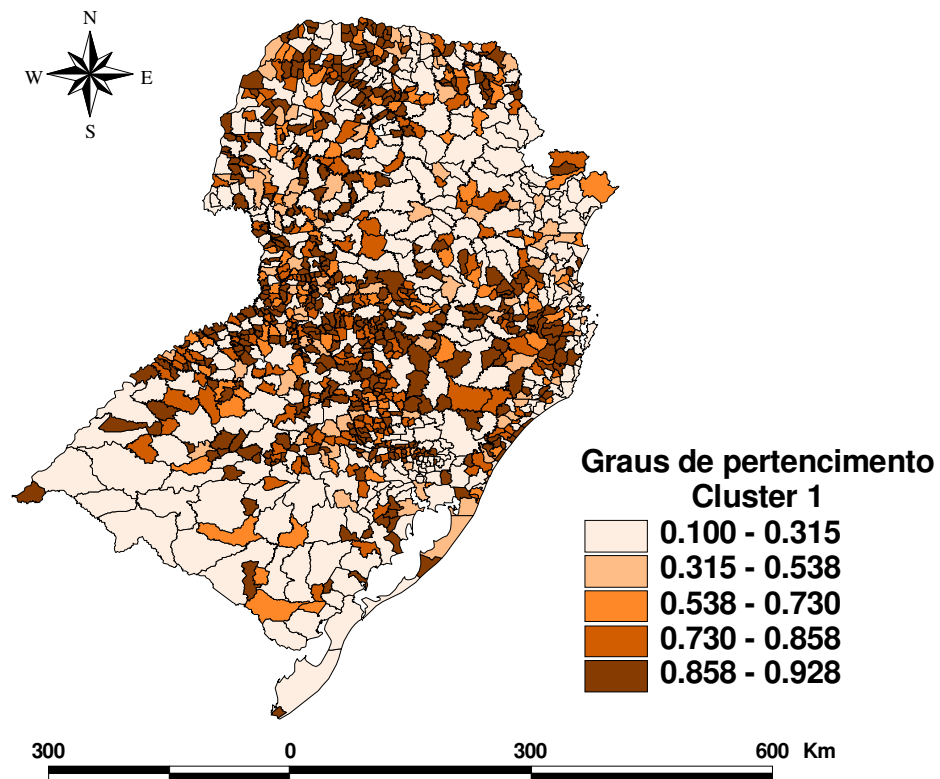 N
W E
S
Graus de pertencimento
Cluster 1
0.100 - 0.315
0.315 - 0.538
0.538 - 0.730
0.730 - 0.858
0.858 - 0.928
300 0 300 600 Km